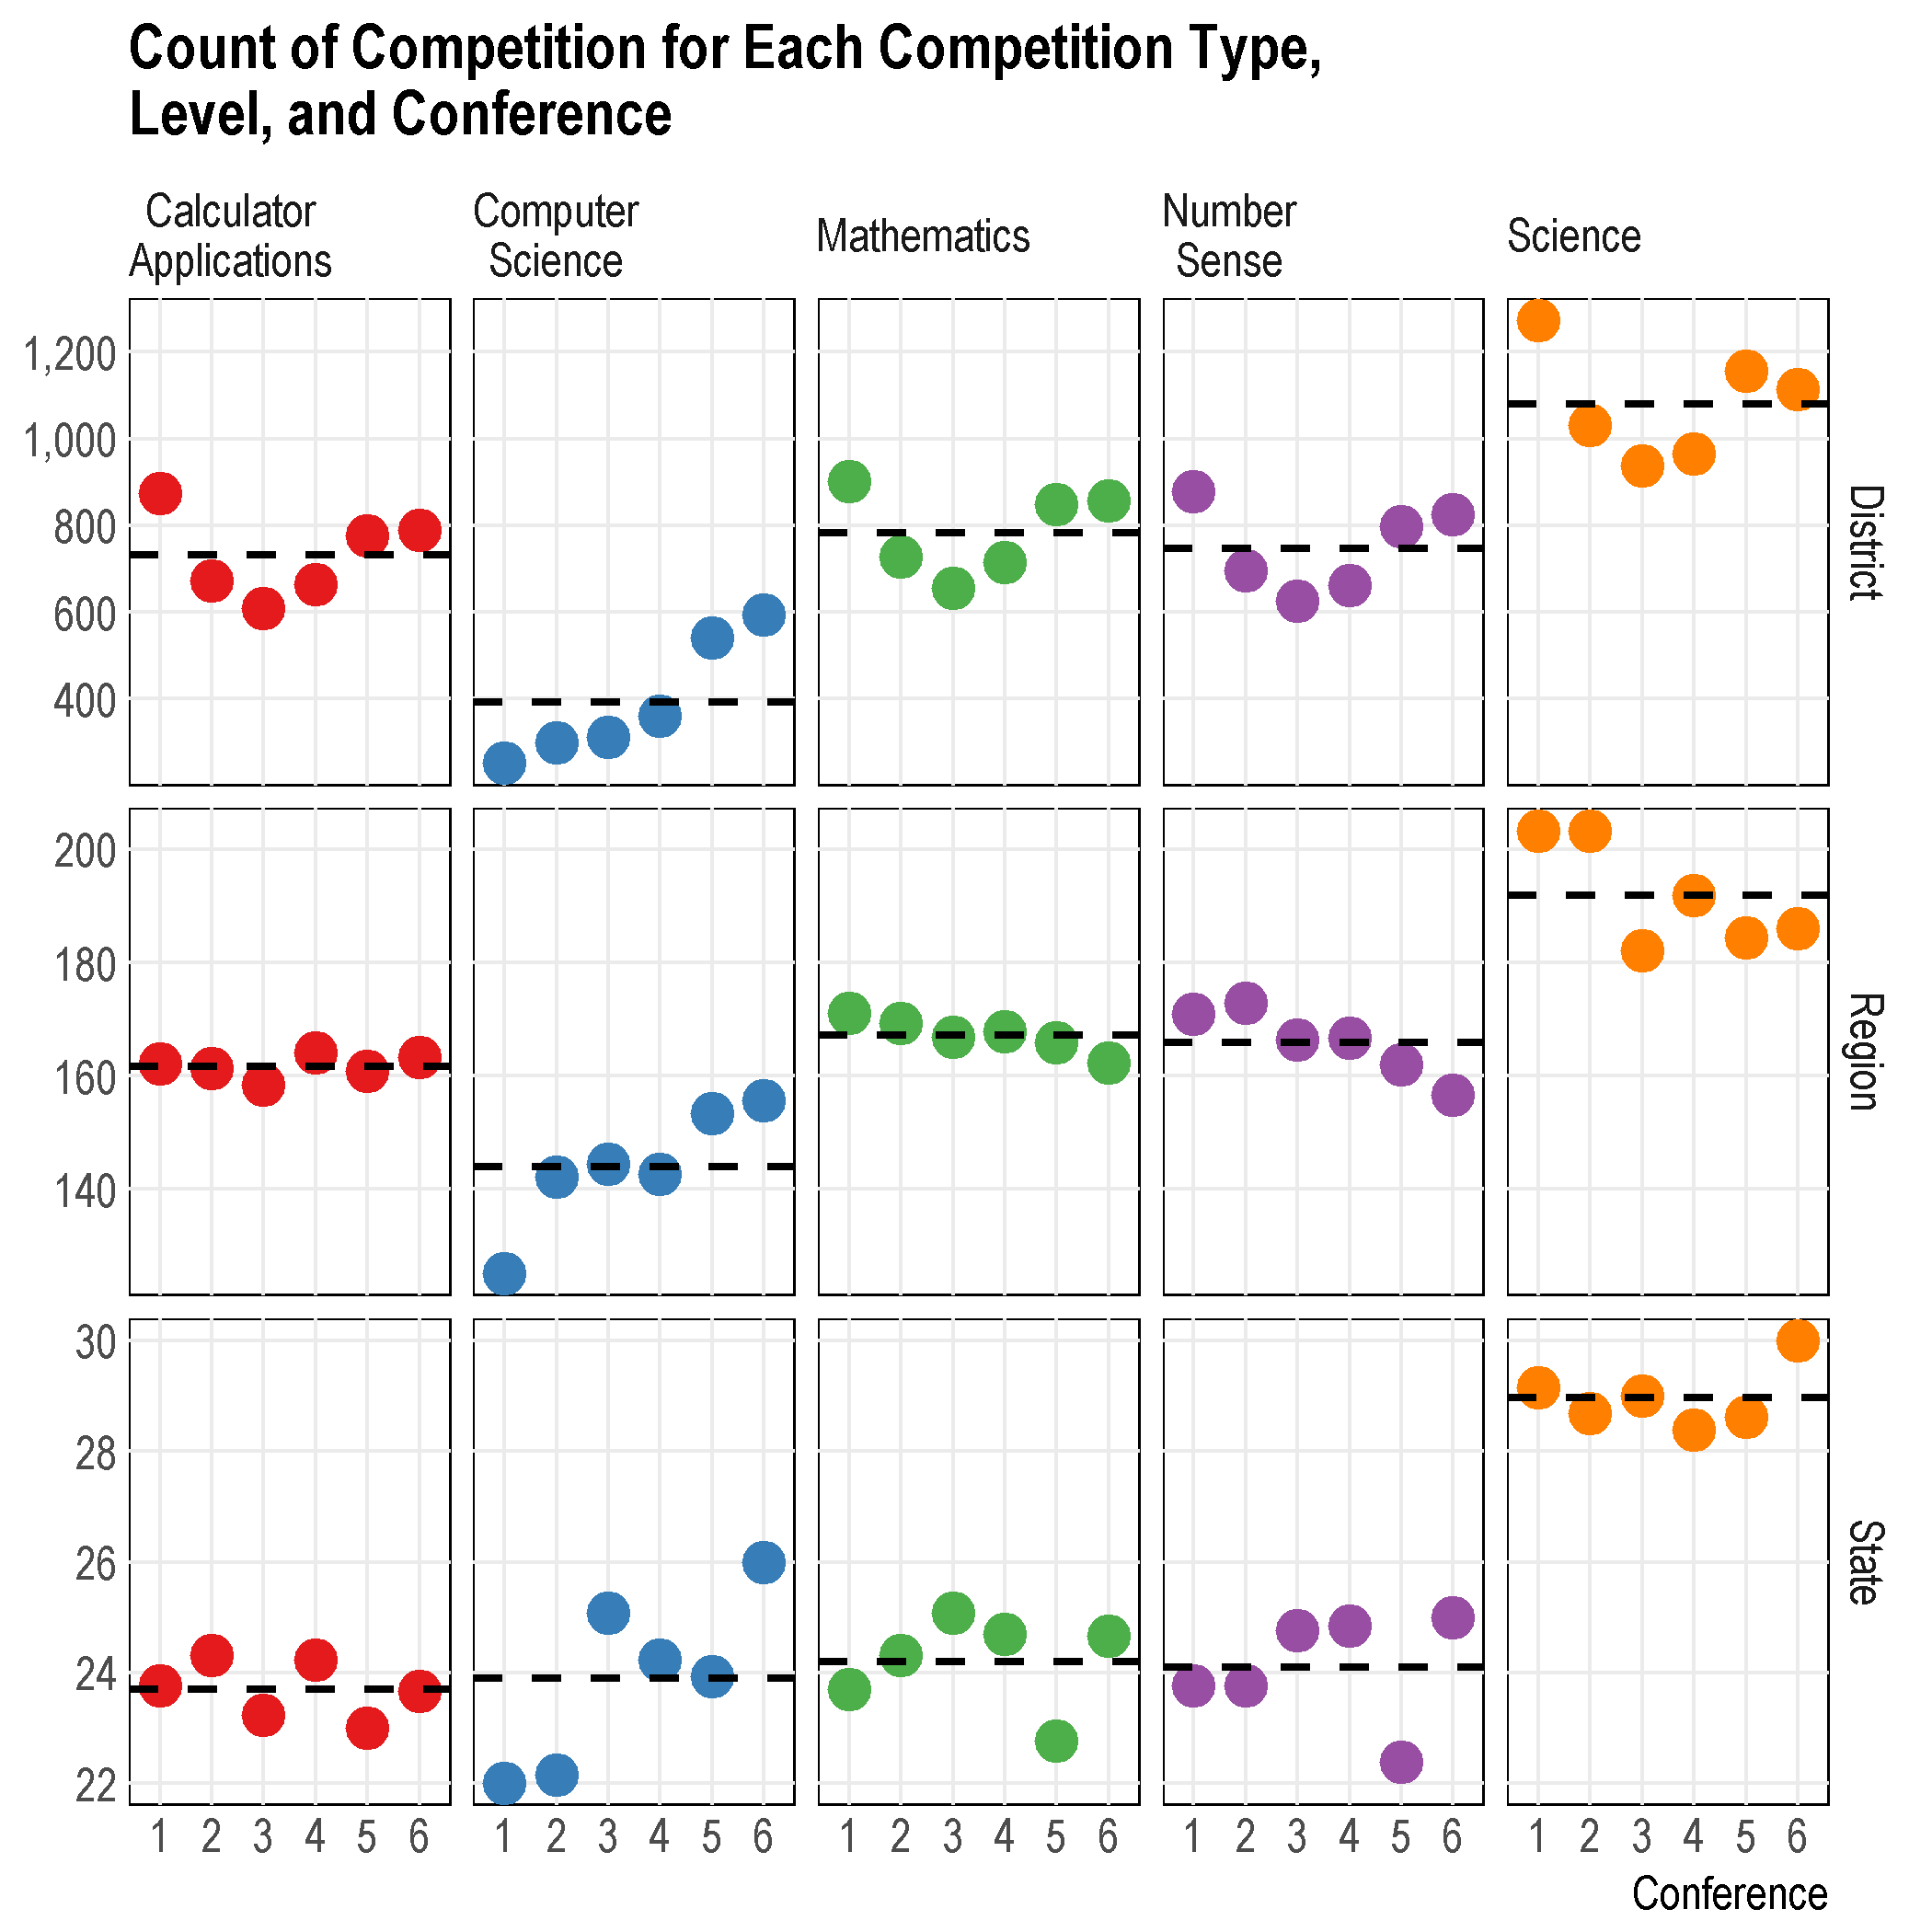 Count of Competition for Each Competition Type,
Level, and Conference
Calculator
Applications
Computer
Science
Mathematics
Number
Sense
Science
1,200
1,000
800
600
400
District
200
180
160
140
Region
30
28
26
24
22
State
1 2 3 4 5 6
1 2 3 4 5 6
1 2 3 4 5 6
1 2 3 4 5 6
1 2 3 4 5 6
Conference